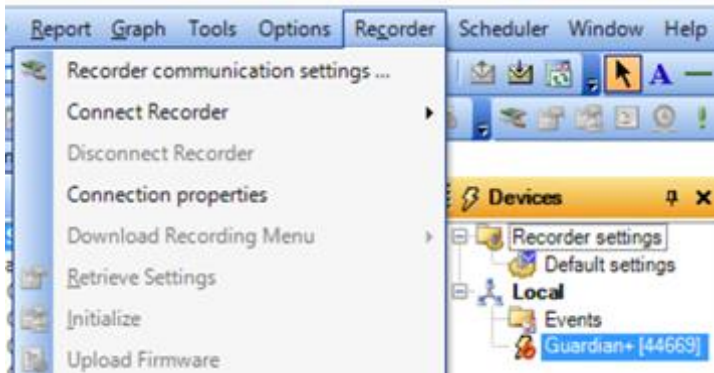 Report Graph Tools Options Recorder Scheduler Window Help
Recorder communication settings ...
Connect Recorder
Disconnect Recorder
Connection properties
Download Recording Menu
Retrieve Settings
Initialize
Upload Firmware
A
Devices
Recorder settings
Default settings
Local
Events
Guardian+ [44669]